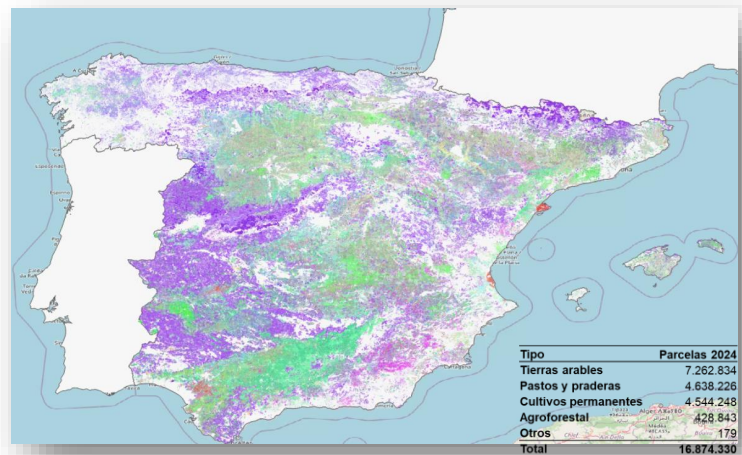 Cartagena
Tipo Parcelas 2024
Tierras arables 7.262.834
Pastos y praderas 4.638.226
Cultivos permanentes 4.544.248
Agroforestal 428.843
Otros 179
Total 16.874.330